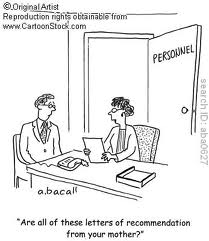 ©Original Artist
Reproduction rights obtainable from
www.CartoonStock.com
PERSONNEL
search ID: aba0627
a.bacall
"Are all of these letters of recommendation
from your mother?"